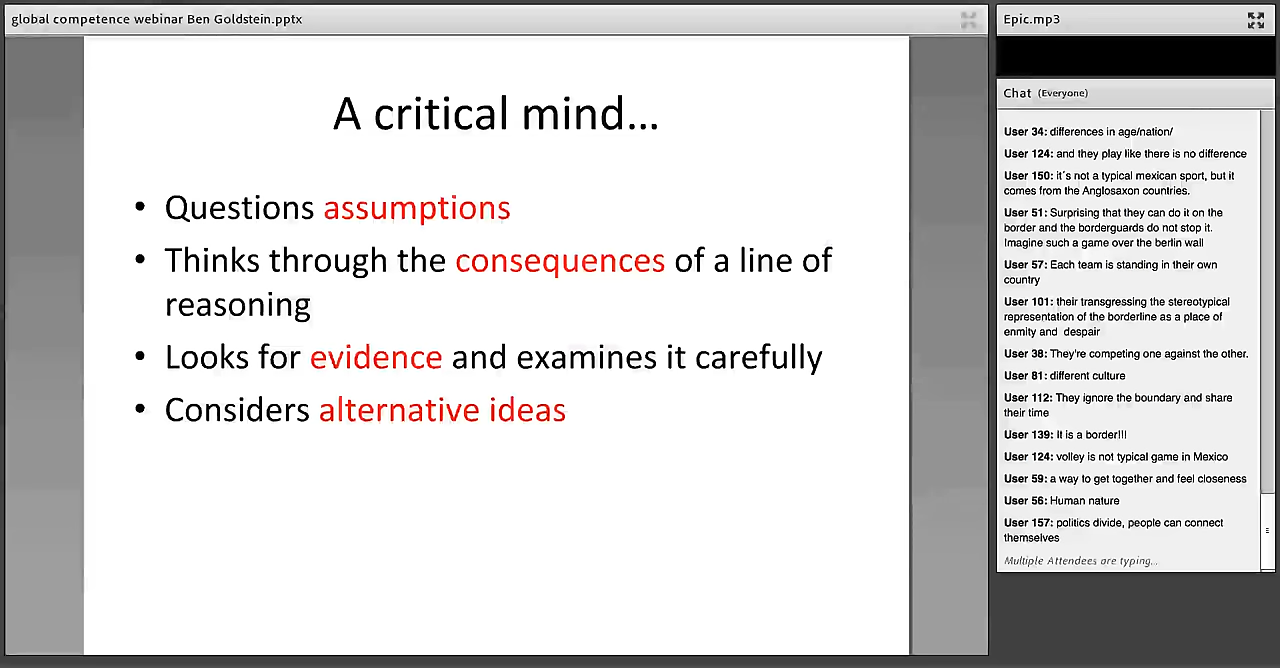 global competence webinar Ben Goldstein.pptx
A critical mind…
• Questions assumptions
• Thinks through the consequences of a line of
reasoning
• Looks for evidence and examines it carefully
• Considers alternative ideas
Epic.mp3
Chat (Everyone)
User 34: differences in age/nation/
User 124: and they play like there is no difference
User 150: it´s not a typical mexican sport, but it
comes from the Anglosaxon countries.
User 51: Surprising that they can do it on the
border and the borderguards do not stop it.
Imagine such a game over the berlin wall
User 57: Each team is standing in their own
country
User 101: their transgressing the stereotypical
representation of the borderline as a place of
enmity and despair
User 38: They're competing one against the other.
User 81: different culture
User 112: They ignore the boundary and share
their time
User 139: It is a border!!!
User 124: volley is not typical game in Mexico
User 59: a way to get together and feel closeness
User 56: Human nature
User 157: politics divide, people can connect
themselves
Multiple Attendees are typing...